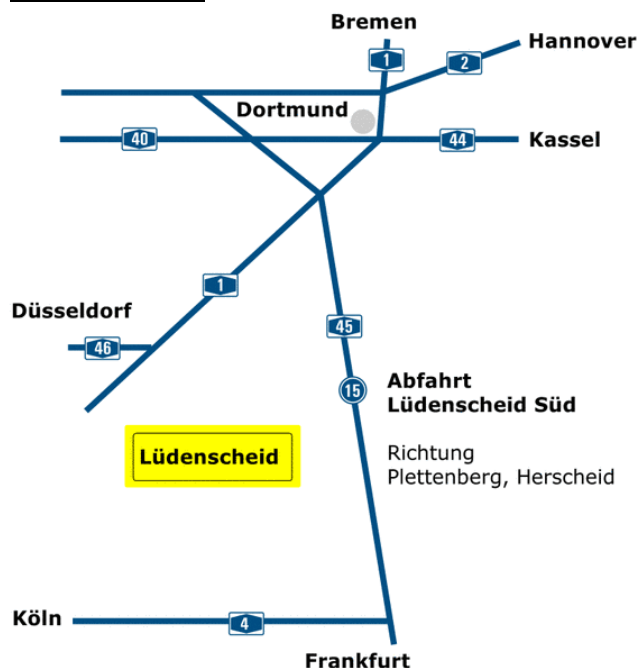 Bremen
Hannover
1
2
Dortmund
40
44
Kassel
1
Düsseldorf
45
46
15
Abfahrt
Lüdenscheid Süd
Lüdenscheid
Richtung
Plettenberg, Herscheid
Köln
4
Frankfurt